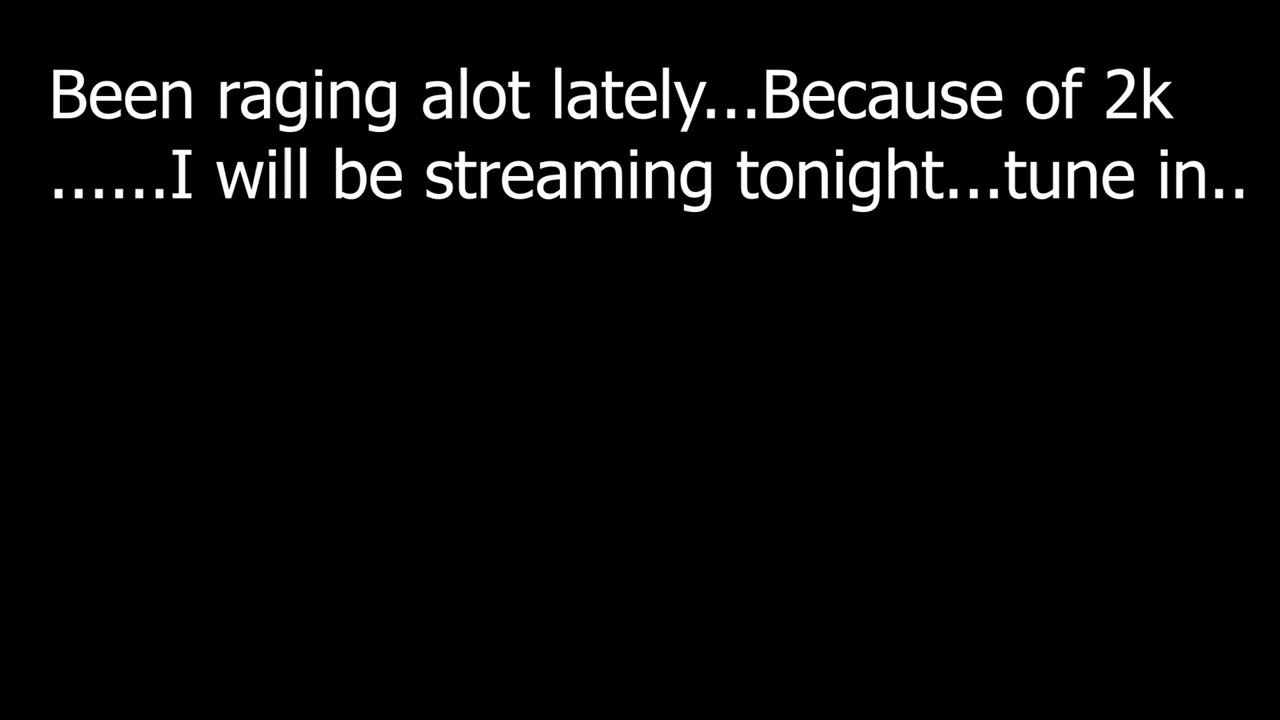 Been raging alot lately...Because of 2k
......I will be streaming tonight...tune in..